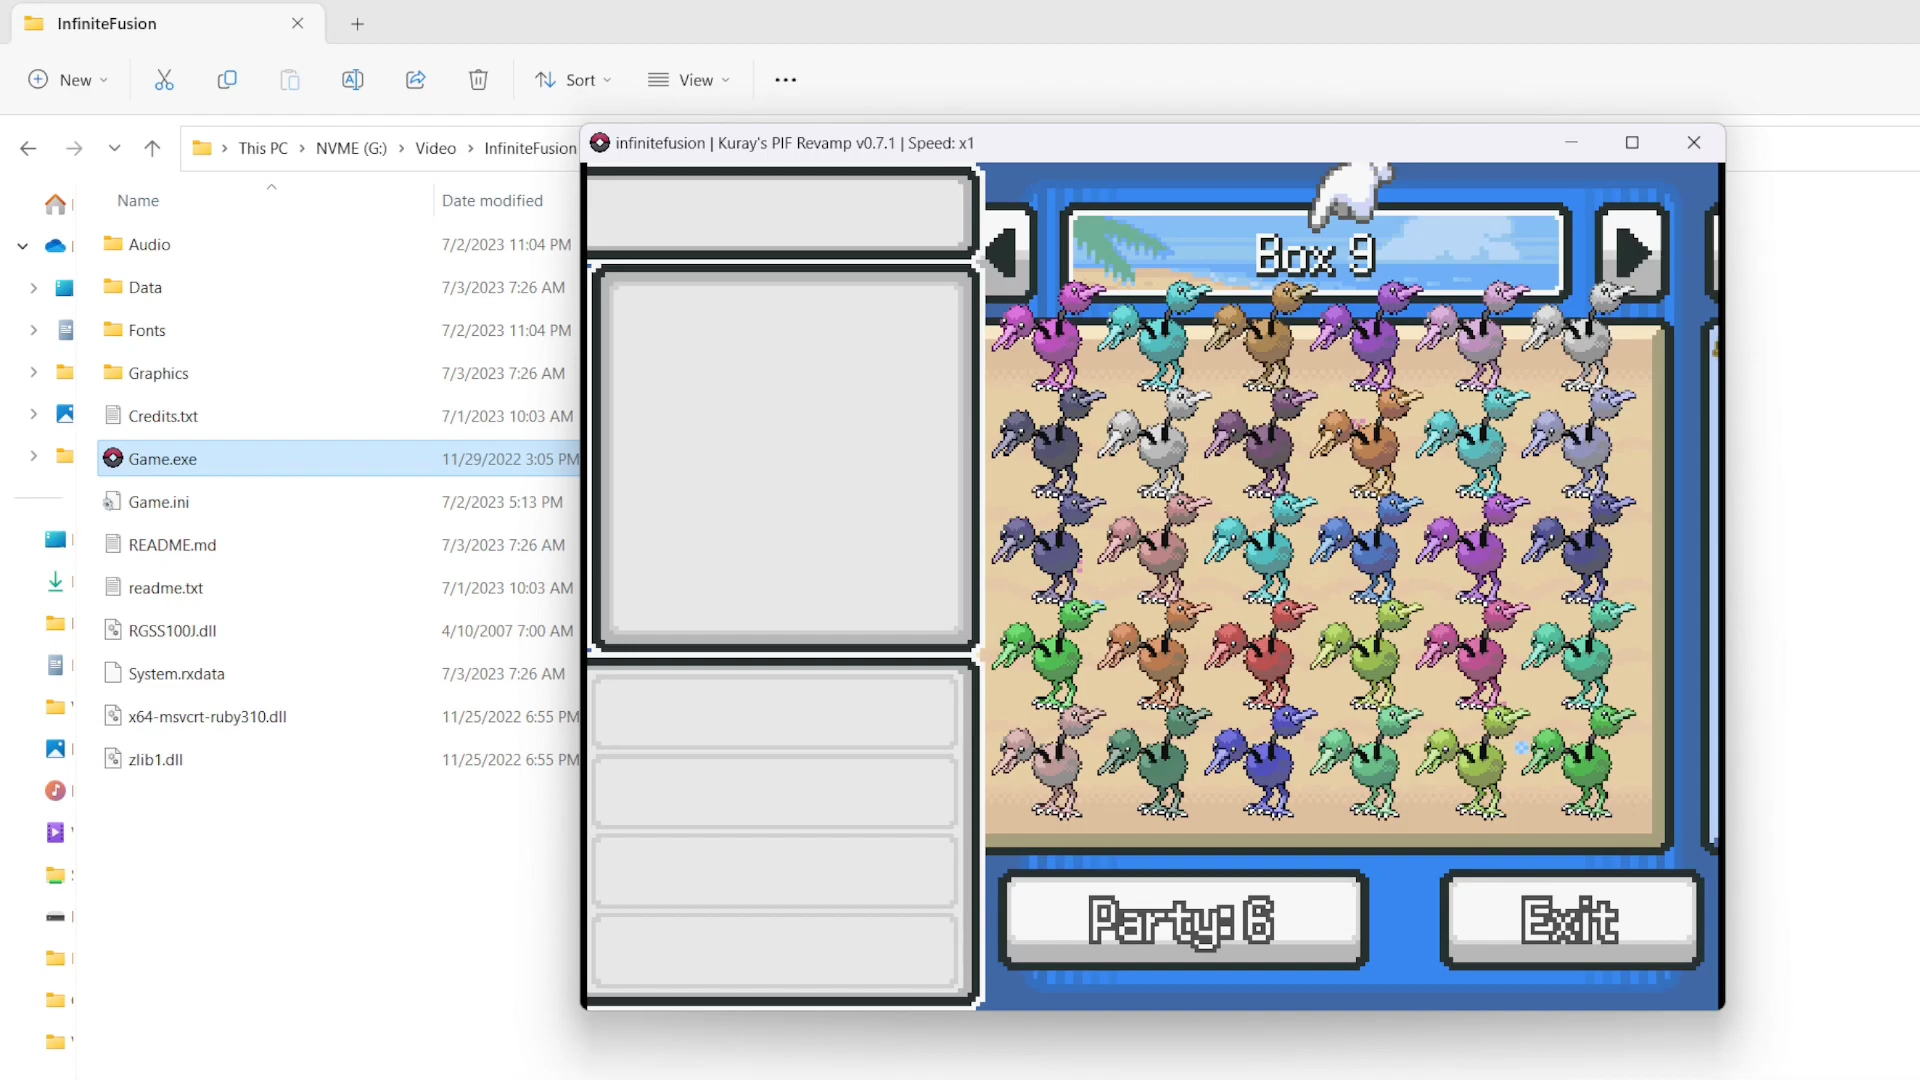 InfiniteFusion
New
Sort
View
This PC
NVME (G:)
Video
InfiniteFusion
Name
Date modified
Audio
7/2/2023 11:04 PM
Data
7/3/2023 7:26 AM
Fonts
7/2/2023 11:04 PM
Graphics
7/3/2023 7:26 AM
Credits.txt
7/1/2023 10:03 AM
Game.exe
11/29/2022 3:05 PM
Game.ini
7/2/2023 5:13 PM
README.md
7/3/2023 7:26 AM
readme.txt
7/1/2023 10:03 AM
RGSS100J.dll
4/10/2007 7:00 AM
System.rxdata
7/3/2023 7:26 AM
x64-msvcrt-ruby310.dll
11/25/2022 6:55 PM
zlib1.dll
11/25/2022 6:55 PM
infinitefusion | Kuray's PIF Revamp v0.7.1 | Speed: x1
Box 9
Party: 6
Exit